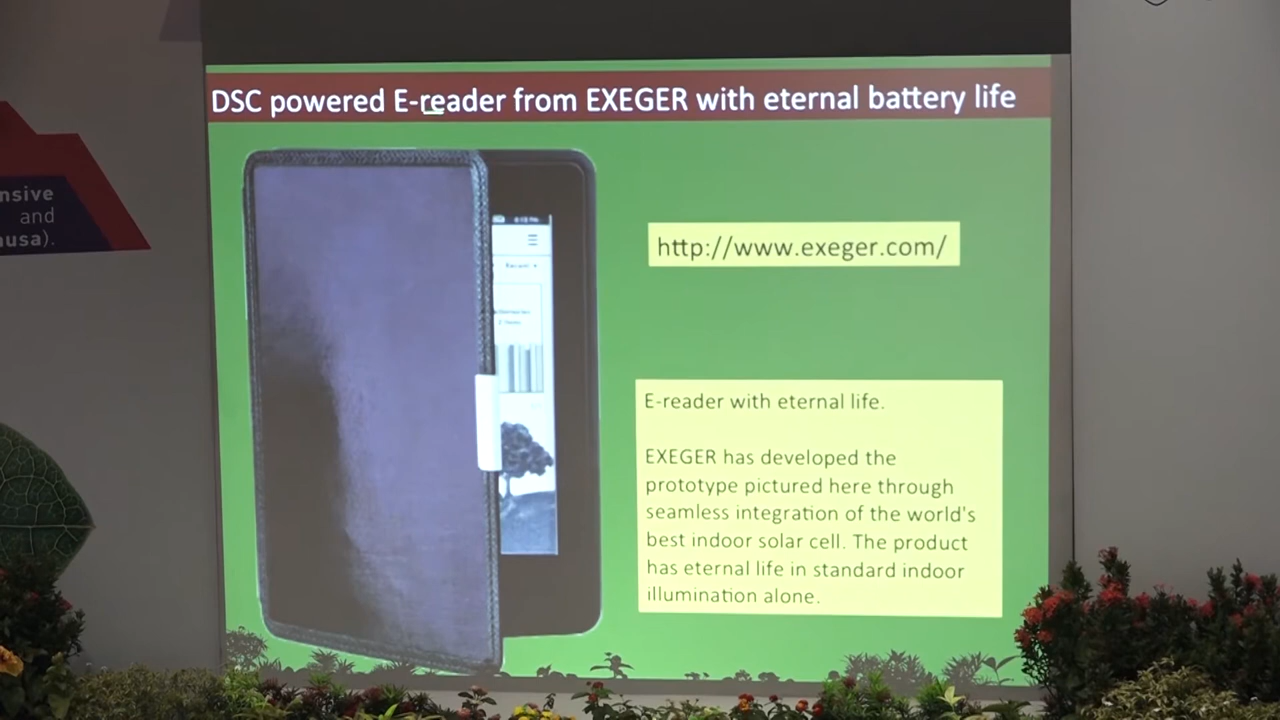 DSC powered E-reader from EXEGER with eternal battery life
nsive
and
usa).
http://www.exeger.com/
E-reader with eternal life.
EXEGER has developed the
prototype pictured here through
seamless integration of the world's
best indoor solar cell. The product
has eternal life in standard indoor
illumination alone.